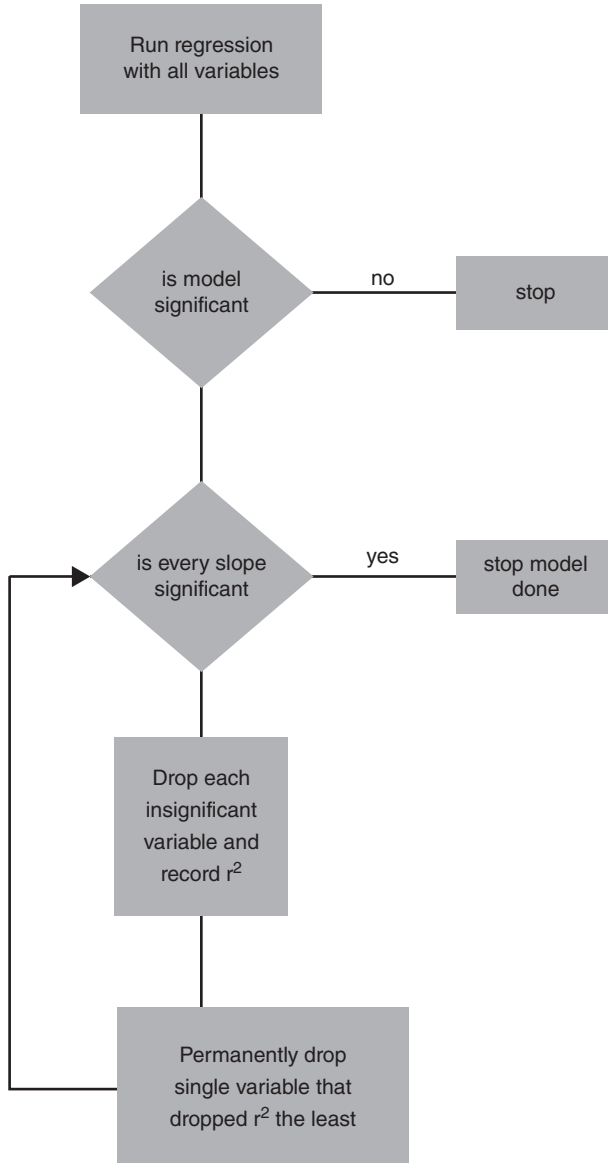 Run regression
with all variables
is model
significant
no
stop
is every slope
significant
yes
stop model
done
Drop each
insignificant
variable and
record r²
Permanently drop
single variable that
dropped r² the least